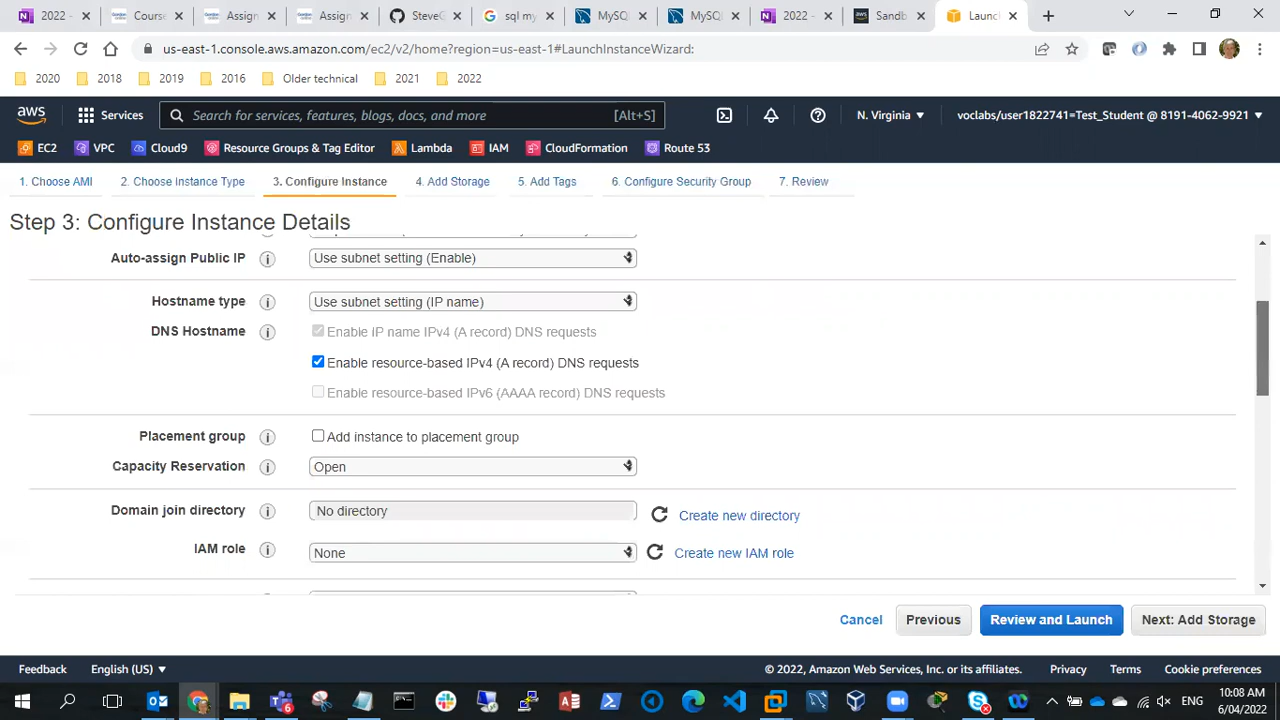 2022 -
Cour
Assign
Assign
Steve
sql my
MySQ
MySQL
2022 -
Sandb
Launc
us-east-1.console.aws.amazon.com/ec2/v2/home?region=us-east-1#LaunchInstanceWizard:
2020 2018 2019 2016 Older technical 2021 2022
aws Services Search for services, features, blogs, docs, and more [Alt+S] N. Virginia voclabs/user1822741=Test_Student @ 8191-4062-9921
EC2 VPC Cloud9 Resource Groups & Tag Editor Lambda IAM CloudFormation Route 53
1. Choose AMI 2. Choose Instance Type 3. Configure Instance 4. Add Storage 5. Add Tags 6. Configure Security Group 7. Review
Step 3: Configure Instance Details
Auto-assign Public IP Use subnet setting (Enable)
Hostname type Use subnet setting (IP name)
DNS Hostname Enable IP name IPv4 (A record) DNS requests
Enable resource-based IPv4 (A record) DNS requests
Enable resource-based IPv6 (AAAA record) DNS requests
Placement group Add instance to placement group
Capacity Reservation Open
Domain join directory No directory Create new directory
IAM role None Create new IAM role
Cancel Previous Review and Launch Next: Add Storage
Feedback English (US) © 2022, Amazon Web Services, Inc. or its affiliates. Privacy Terms Cookie preferences
ENG 10:08 AM
6/04/2022